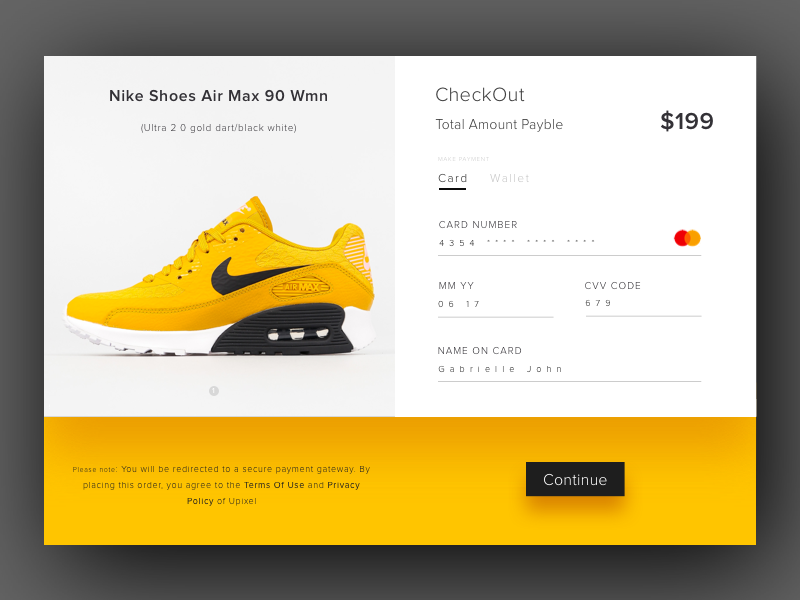 Nike Shoes Air Max 90 Wmn
(Ultra 2 0 gold dart/black white)
AIR MAX
CheckOut
Total Amount Payble
$199
MAKE PAYMENT
Card Wallet
CARD NUMBER
4354 **** **** ****
MM YY
06 17
CVV CODE
679
NAME ON CARD
Gabrielle John
Please note: You will be redirected to a secure payment gateway. By
placing this order, you agree to the Terms Of Use and Privacy
Policy of Upixel
Continue